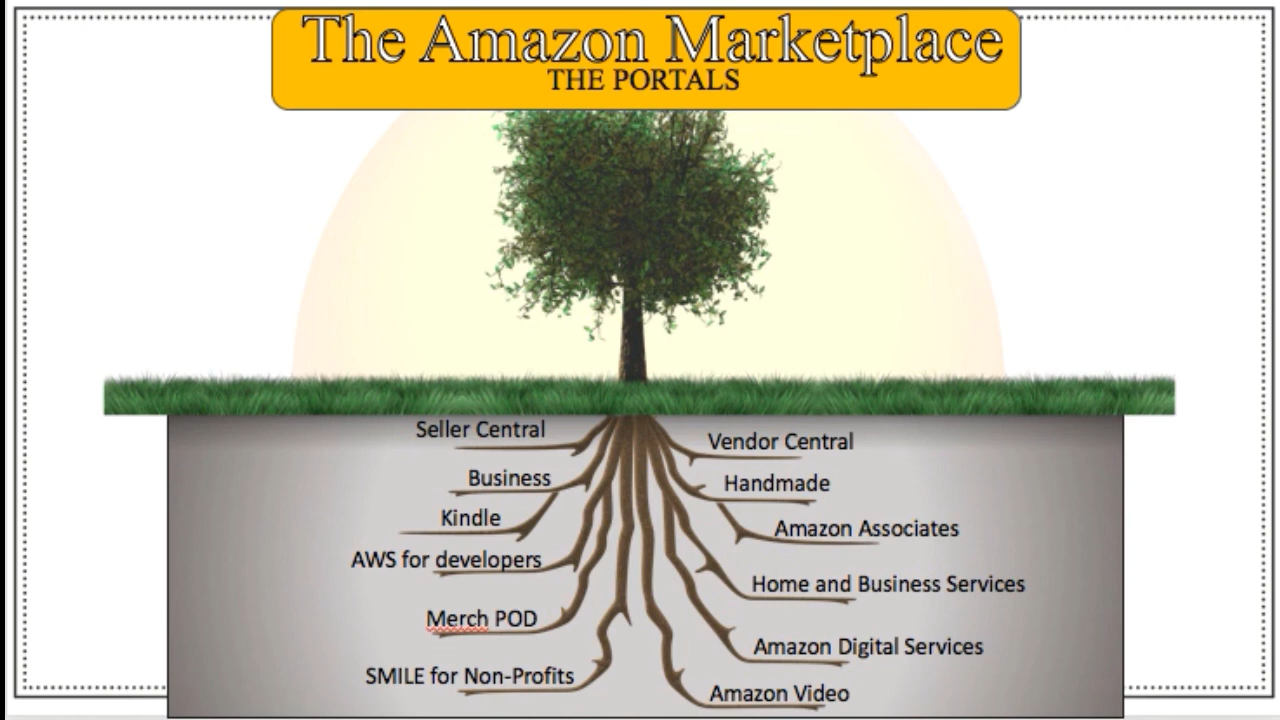 The Amazon Marketplace
THE PORTALS
Seller Central
Business
Kindle
AWS for developers
Merch POD
SMILE for Non-Profits
Vendor Central
Handmade
Amazon Associates
Home and Business Services
Amazon Digital Services
Amazon Video